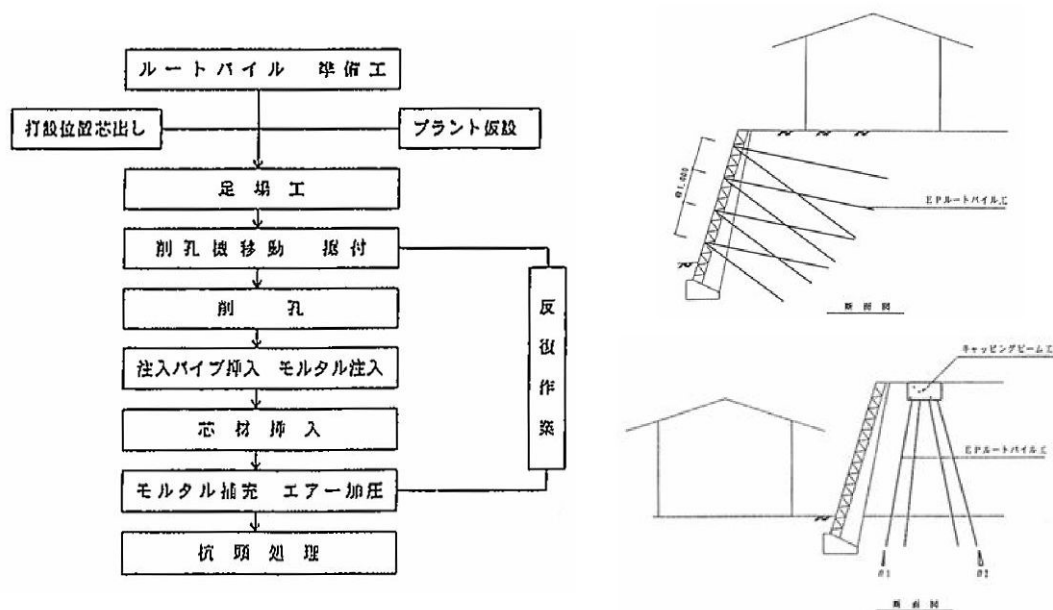 ルートパイル 準備工
打設位置芯出し
プラント仮設
足場工
削孔機移動 据付
削孔
注入パイプ挿入 モルタル注入
芯材挿入
モルタル補充 エアー加圧
杭頭処理
反復作業
@1,000
EPルートパイル工
断面図
キャッピングビーム工
EPルートパイル工
θ1
θ2
断面図